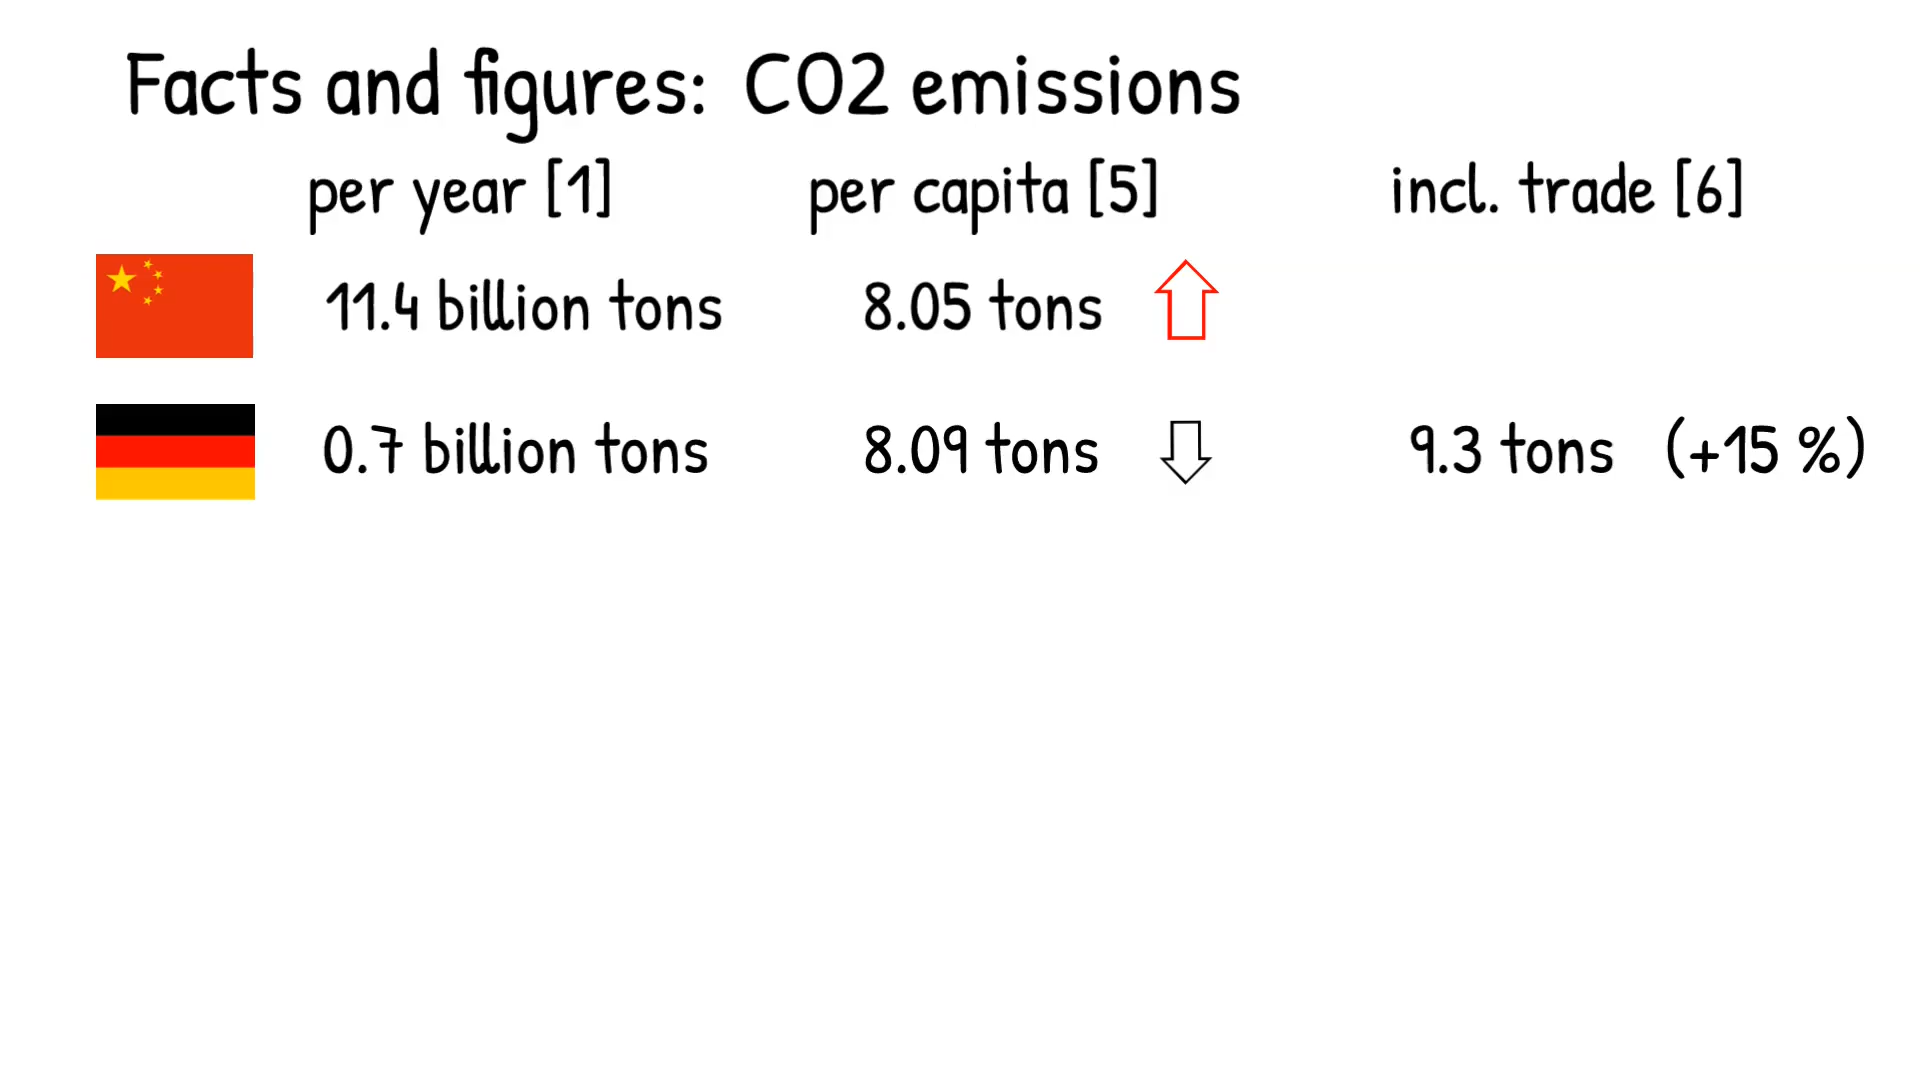 Facts and figures: CO2 emissions
per year [1] per capita [5] incl. trade [6]
11.4 billion tons 8.05 tons
0.7 billion tons 8.09 tons 9.3 tons (+15 %)